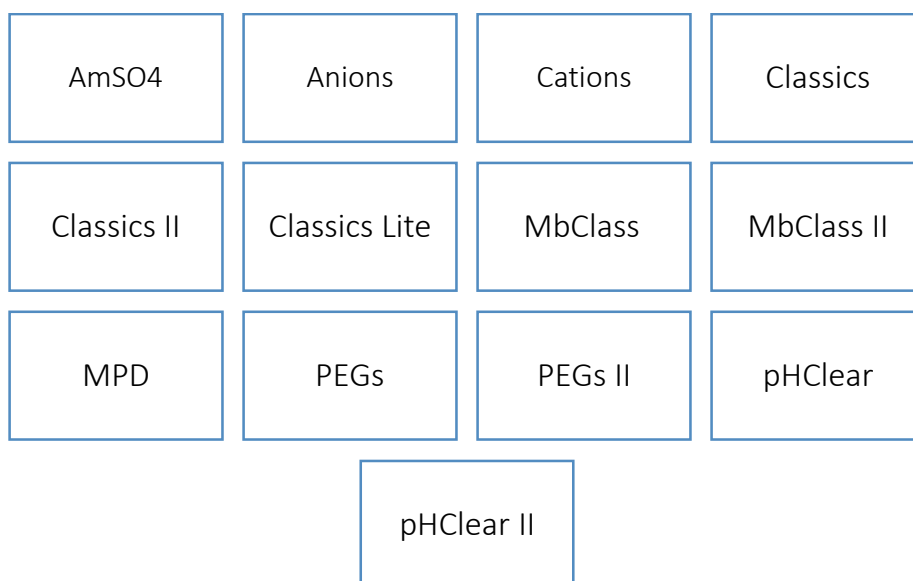 AmSO4
Anions
Cations
Classics
Classics II
Classics Lite
MbClass
MbClass II
MPD
PEGs
PEGs II
pHClear
pHClear II